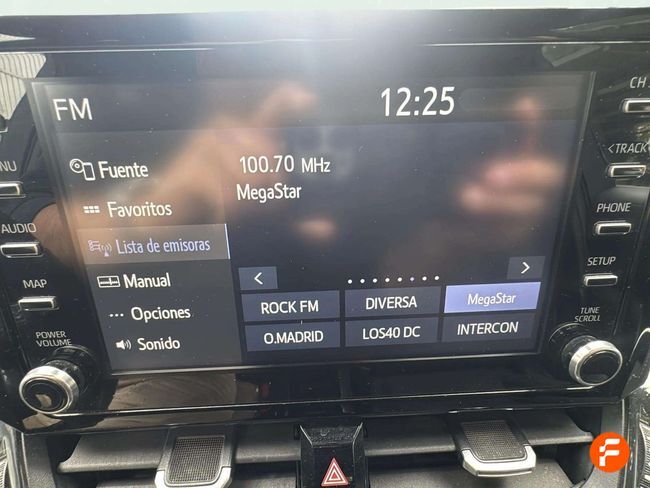 FM
12:25
CH
<TRACK
PHONE
SETUP
TUNE
SCROLL
AUDIO
MAP
POWER
VOLUME
Fuente
Favoritos
Lista de emisoras
Manual
Opciones
Sonido
100.70 MHz
MegaStar
<
>
ROCK FM
DIVERSA
MegaStar
O.MADRID
LOS40 DC
INTERCON